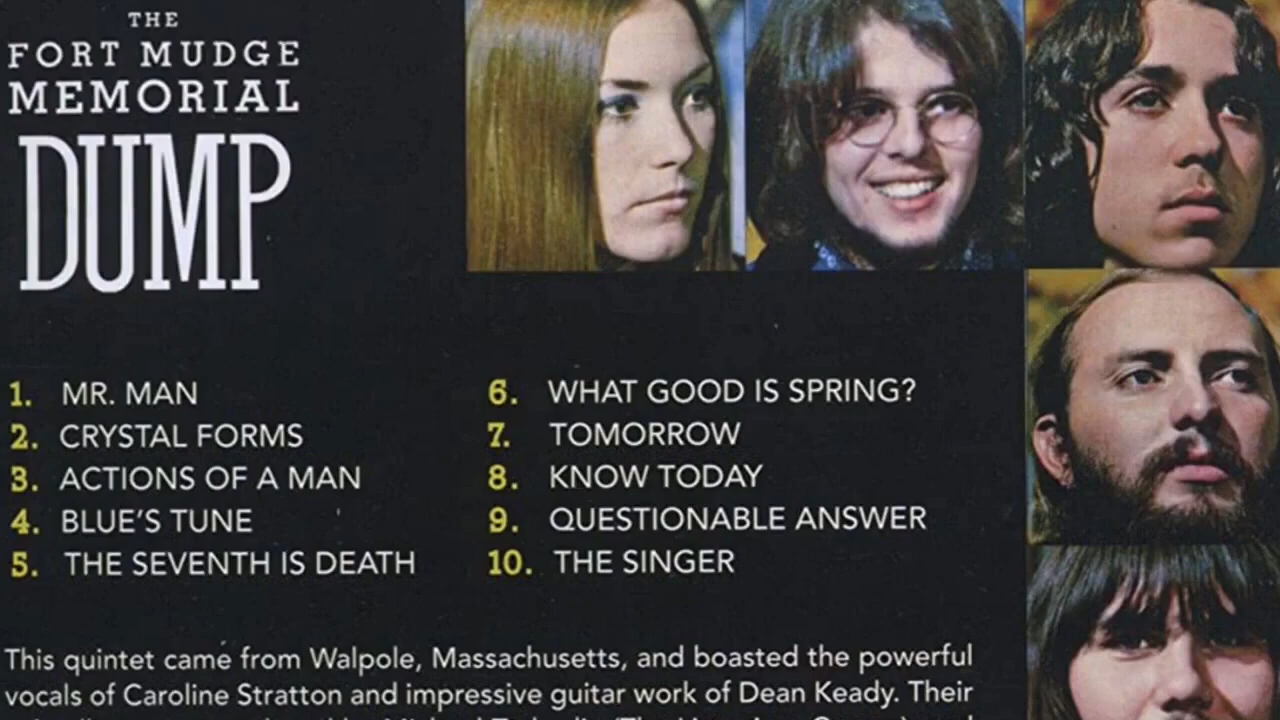 THE
FORT MUDGE
MEMORIAL
DUMP
1. MR. MAN
2. CRYSTAL FORMS
3. ACTIONS OF A MAN
4. BLUE'S TUNE
5. THE SEVENTH IS DEATH
6. WHAT GOOD IS SPRING?
7. TOMORROW
8. KNOW TODAY
9. QUESTIONABLE ANSWER
10. THE SINGER
This quintet came from Walpole, Massachusetts, and boasted the powerful
vocals of Caroline Stratton and impressive guitar work of Dean Keady. Their